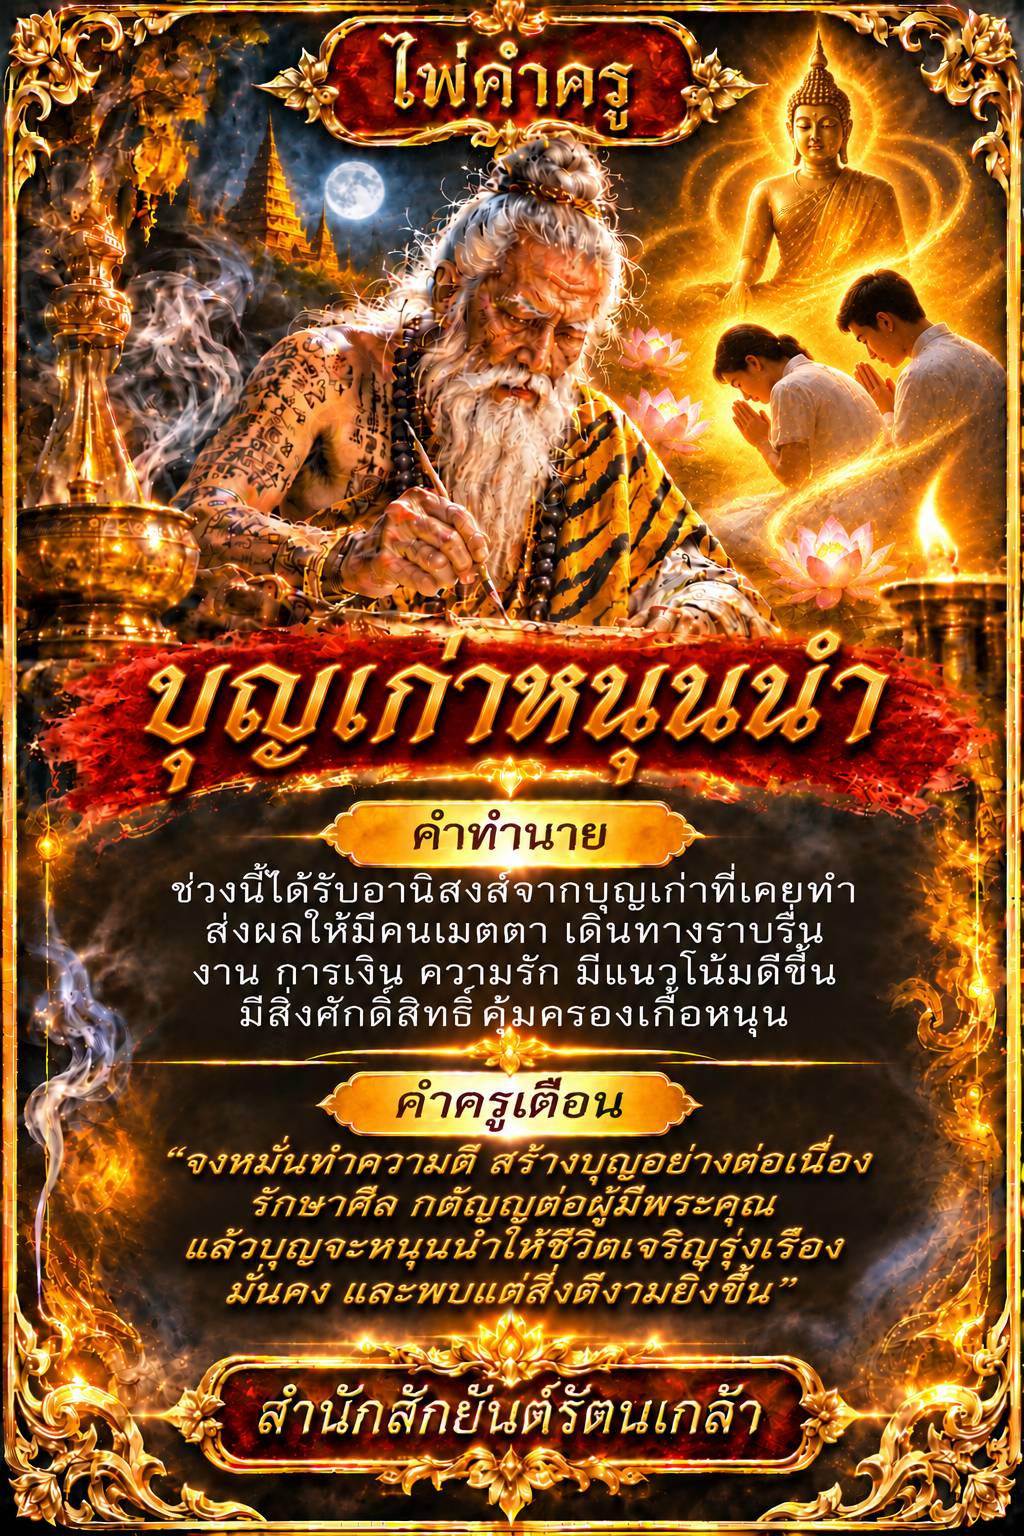 ไพ่คำครู
บุญเก่าหนุนนำ
คำทำนาย
ช่วงนี้ได้รับอานิสงส์จากบุญเก่าที่เคยทำ
ส่งผลให้มีคนเมตตา เดินทางราบรื่น
งาน การเงิน ความรัก มีแนวโน้มดีขึ้น
มีสิ่งศักดิ์สิทธิ์ คุ้มครองเกื้อหนุน
คำครูเตือน
“จงหมั่นทำความดี สร้างบุญอย่างต่อเนื่อง
รักษาศีล กตัญญูต่อผู้มีพระคุณ
แล้วบุญจะหนุนนำให้ชีวิตเจริญรุ่งเรือง
มั่นคง และพบแต่สิ่งดีงามยิ่งขึ้น”
สำนักสักยันต์รัตนเกล้า